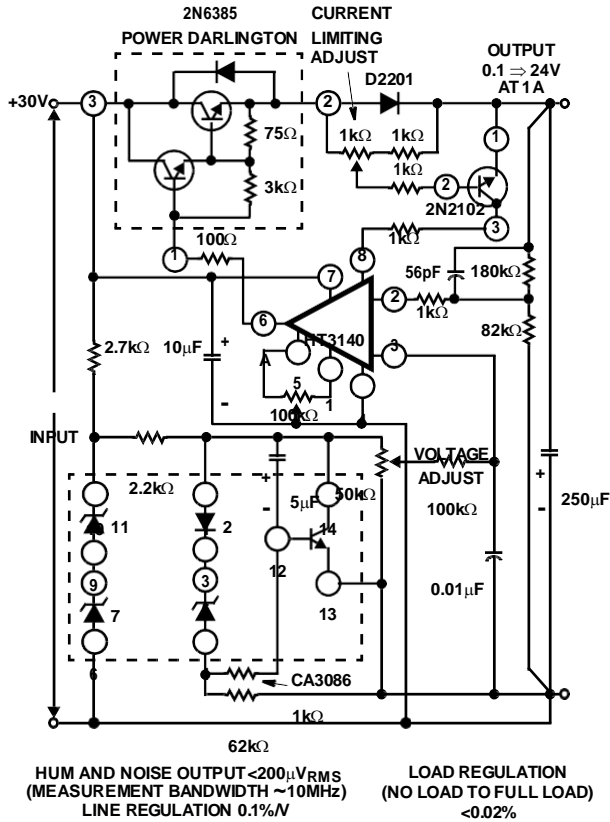 2N6385
POWER DARLINGTON
CURRENT
LIMITING
ADJUST
OUTPUT
0.1 ⇒ 24V
AT 1 A
D2201
+30V
3
2
1
75Ω
1kΩ
1kΩ
1kΩ
3kΩ
2
2N2102
3
1
100Ω
8
1kΩ
56pF
180kΩ
7
2
1kΩ
82kΩ
6
HT3140
3
2.7kΩ
10μF
+
-
A
5
1
4
100kΩ
INPUT
2.2kΩ
+
-
5μF
50kΩ
VOLTAGE
ADJUST
100kΩ
+
-
250μF
11
2
14
12
9
3
13
7
0.01μF
6
CA3086
1kΩ
62kΩ
HUM AND NOISE OUTPUT <200μVRMS
(MEASUREMENT BANDWIDTH ~10MHz)
LINE REGULATION 0.1%/V
LOAD REGULATION
(NO LOAD TO FULL LOAD)
<0.02%